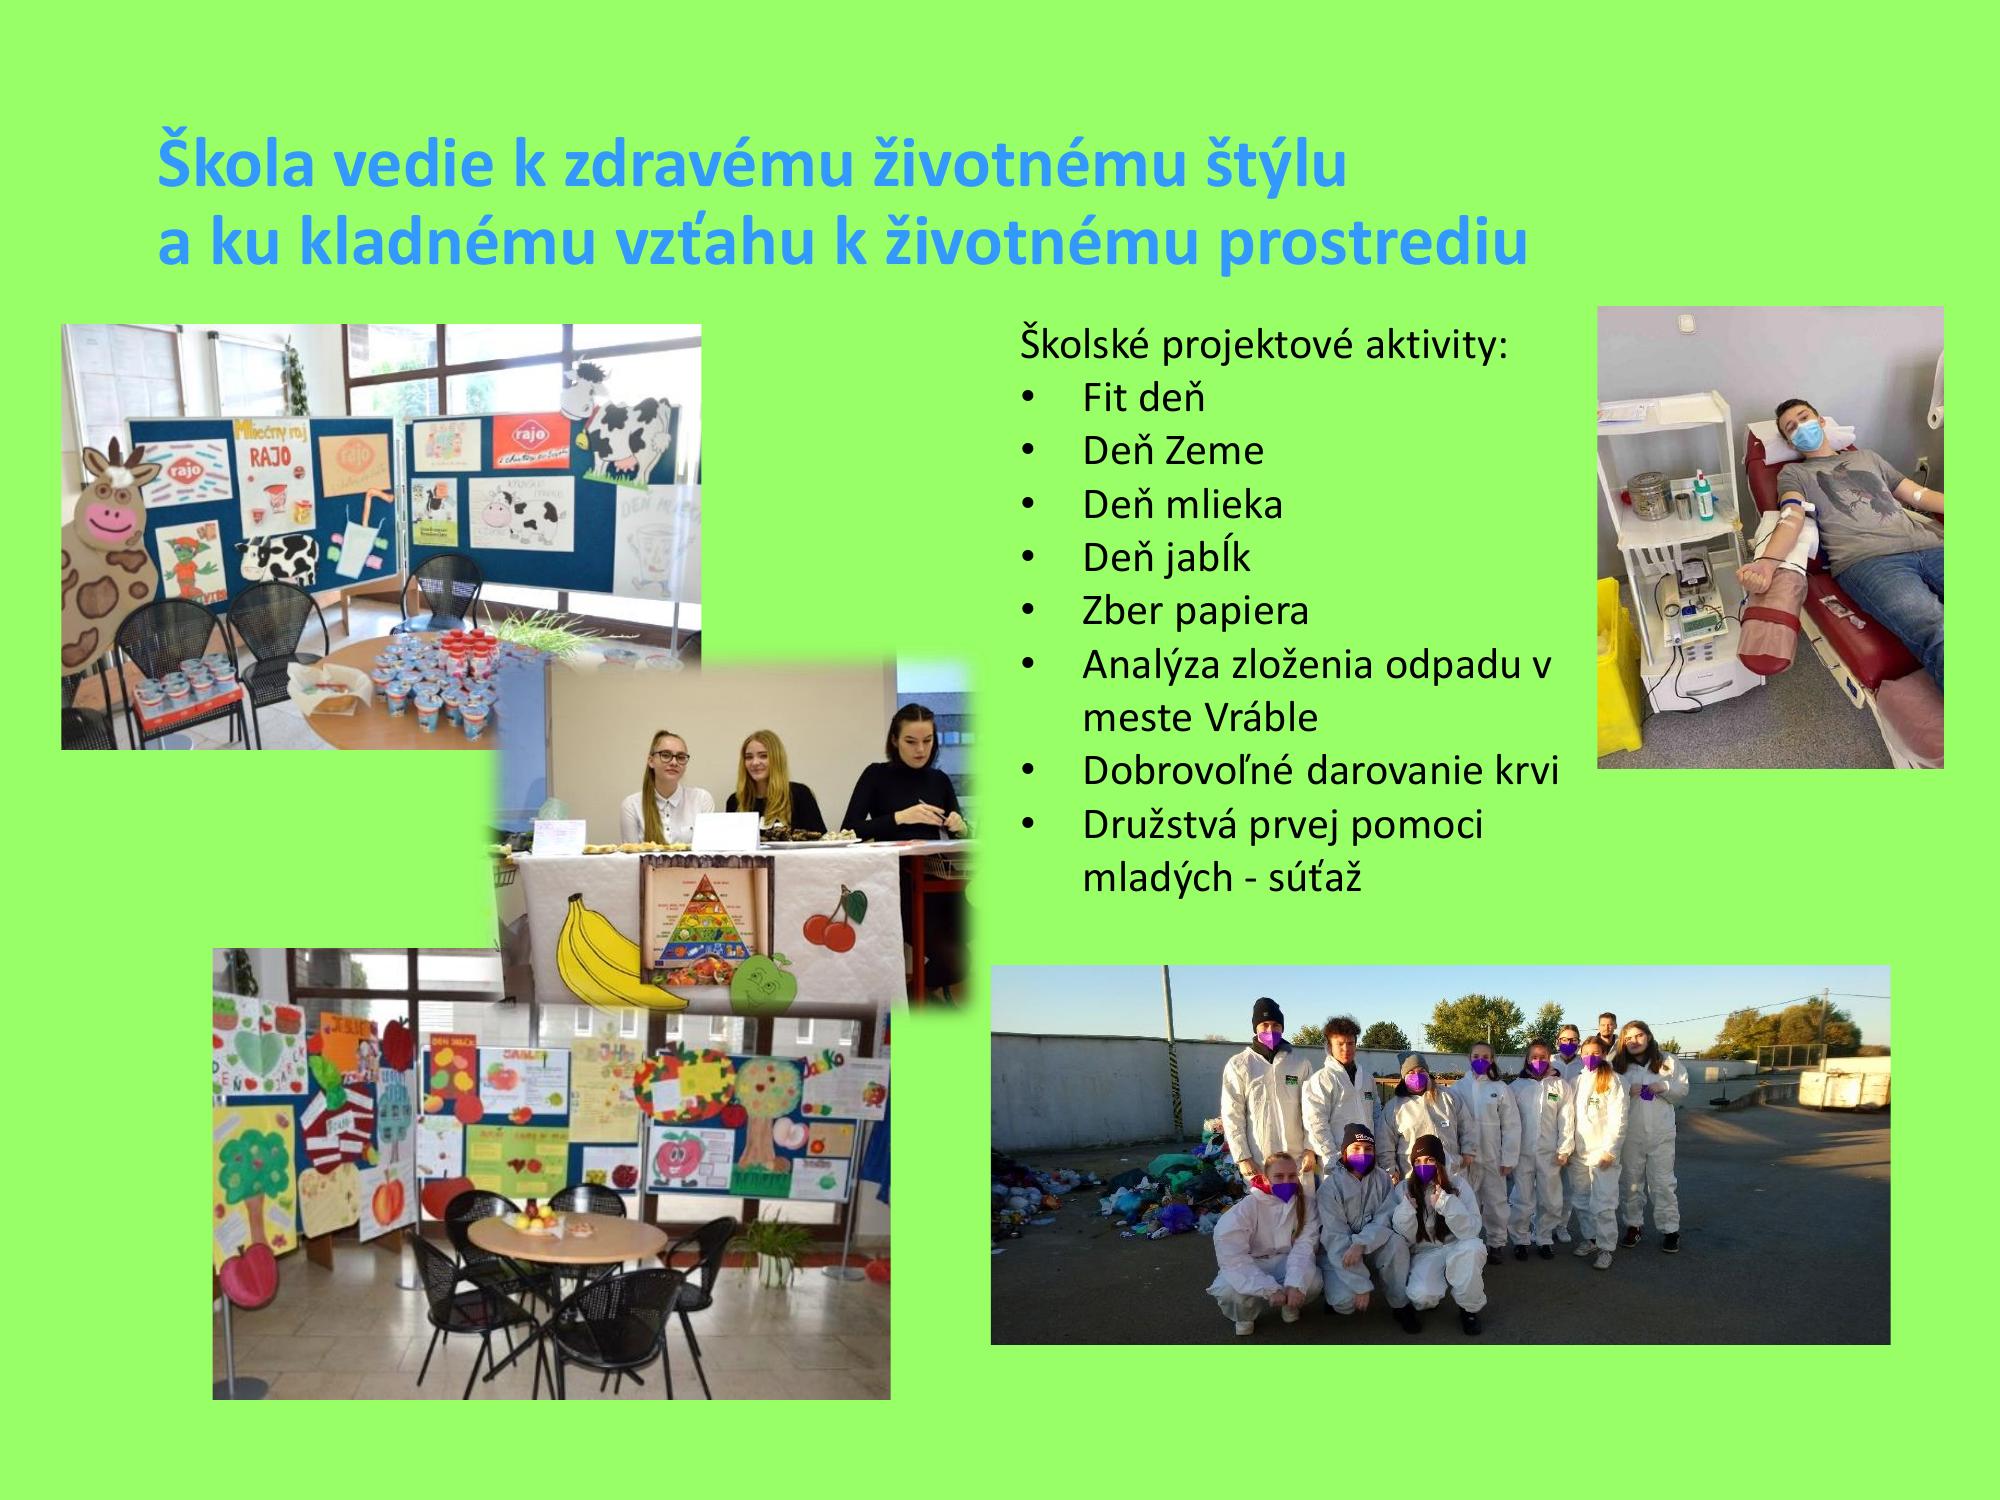 Škola vedie k zdravému životnému štýlu
a ku kladnému vzťahu k životnému prostrediu
Školské projektové aktivity:
• Fit deň
• Deň Zeme
• Deň mlieka
• Deň jabĺk
• Zber papiera
• Analýza zloženia odpadu v
meste Vráble
• Dobrovoľné darovanie krvi
• Družstvá prvej pomoci
mladých - súťaž
Mliečny raj
RAJO
rajo
rajo
rajo
DEŇ MLIEKA